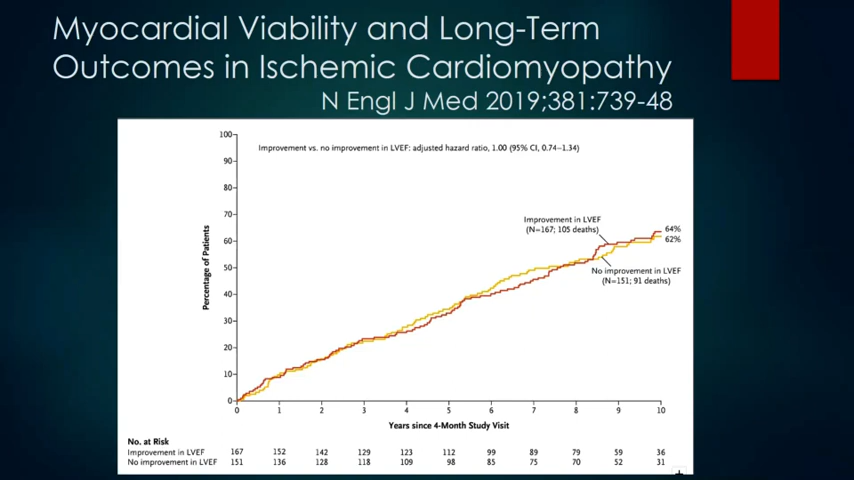 Myocardial Viability and Long-Term
Outcomes in Ischemic Cardiomyopathy
N Engl J Med 2019;381:739-48
Improvement vs. no improvement in LVEF: adjusted hazard ratio, 1.00 (95% CI, 0.74–1.34)
Percentage of Patients
100
90
80
70
60
50
40
30
20
10
0
Improvement in LVEF
(N=167; 105 deaths)
64%
62%
No improvement in LVEF
(N=151; 91 deaths)
0 1 2 3 4 5 6 7 8 9 10
Years since 4-Month Study Visit
No. at Risk
Improvement in LVEF 167 152 142 129 123 112 99 89 79 59 36
No improvement in LVEF 151 136 128 118 109 98 85 75 70 52 31